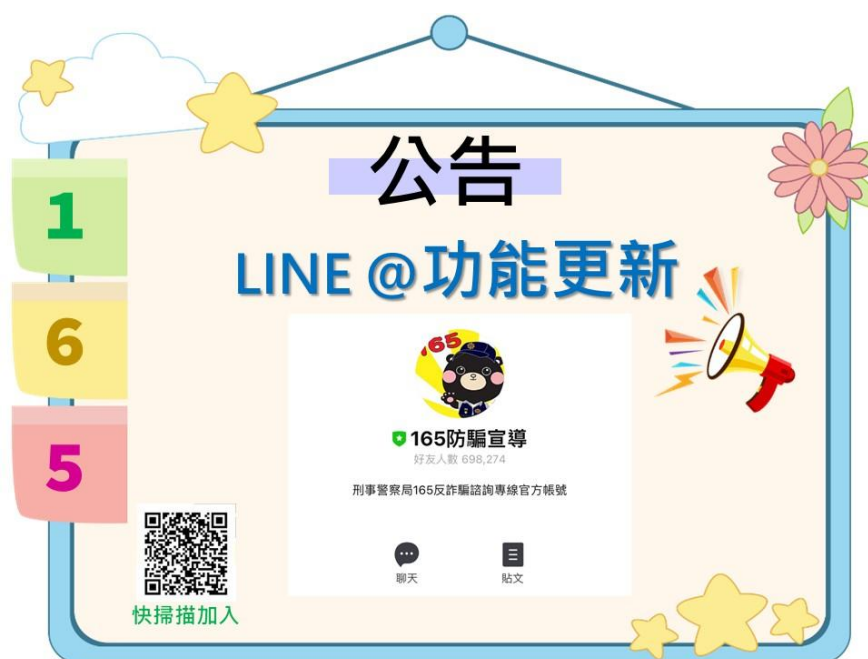 公告
LINE @功能更新
1
6
5
165
165防騙宣導
好友人數 698,274
刑事警察局165反詐騙諮詢專線官方帳號
聊天
貼文
快掃描加入